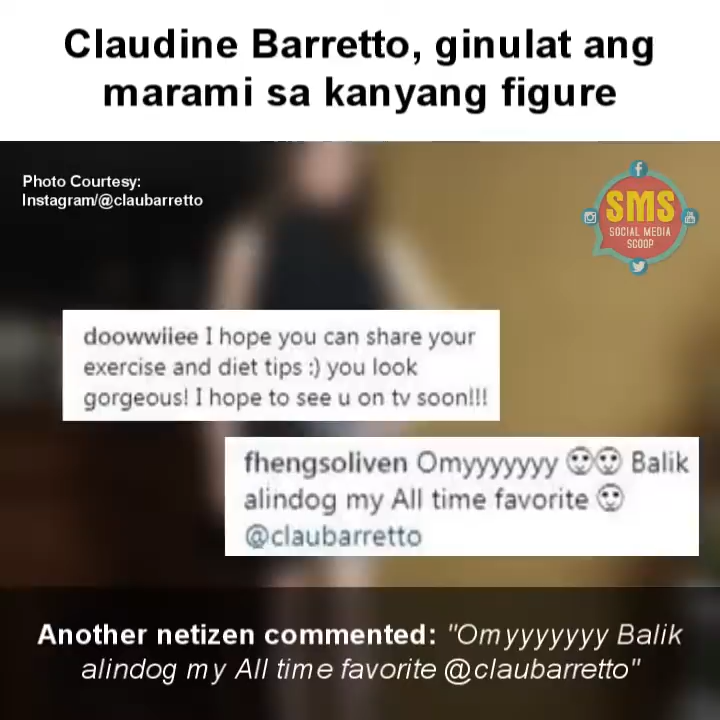 Claudine Barretto, ginulat ang
marami sa kanyang figure
Photo Courtesy:
Instagram/@claubarretto
SMS
SOCIAL MEDIA
SCOOP
doowwiiee I hope you can share your
exercise and diet tips :) you look
gorgeous! I hope to see u on tv soon!!!
fhengsoliven Omyyyyyyy 😍😍 Balik
alindog my All time favorite 😍
@claubarretto
Another netizen commented: "Omyyyyyyy Balik
alindog my All time favorite @claubarretto"